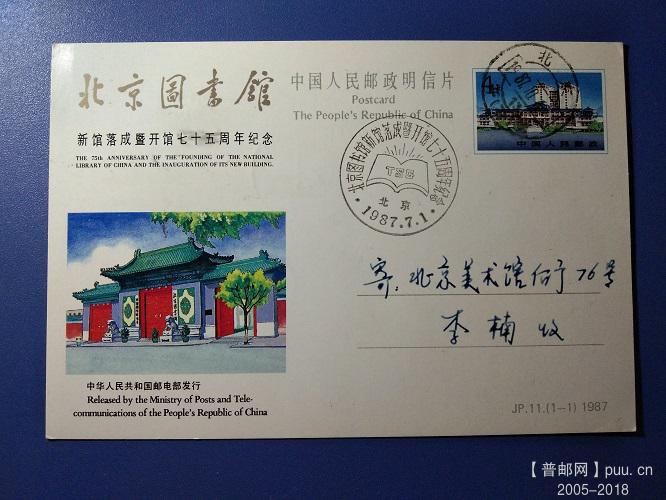 北京图書館
新馆落成暨开馆七十五周年纪念
THE 75th ANNIVERSARY OF THE FOUNDING OF THE NATIONAL
LIBRARY OF CHINA AND THE INAUGURATION OF ITS NEW BUILDING.
中国人民邮政明信片
Postcard
The People's Republic of China
中国人民邮政
北京
北京图书馆新馆落成暨开馆七十五周年纪念
北京
1987.7.1
寄:北京美术馆后
76号
李楠收
中华人民共和国邮电部发行
Released by the Ministry of Posts and Tele-
communications of the People's Republic of China
JP.11.(1-1) 1987
【普邮网】puu.cn
2005-2018